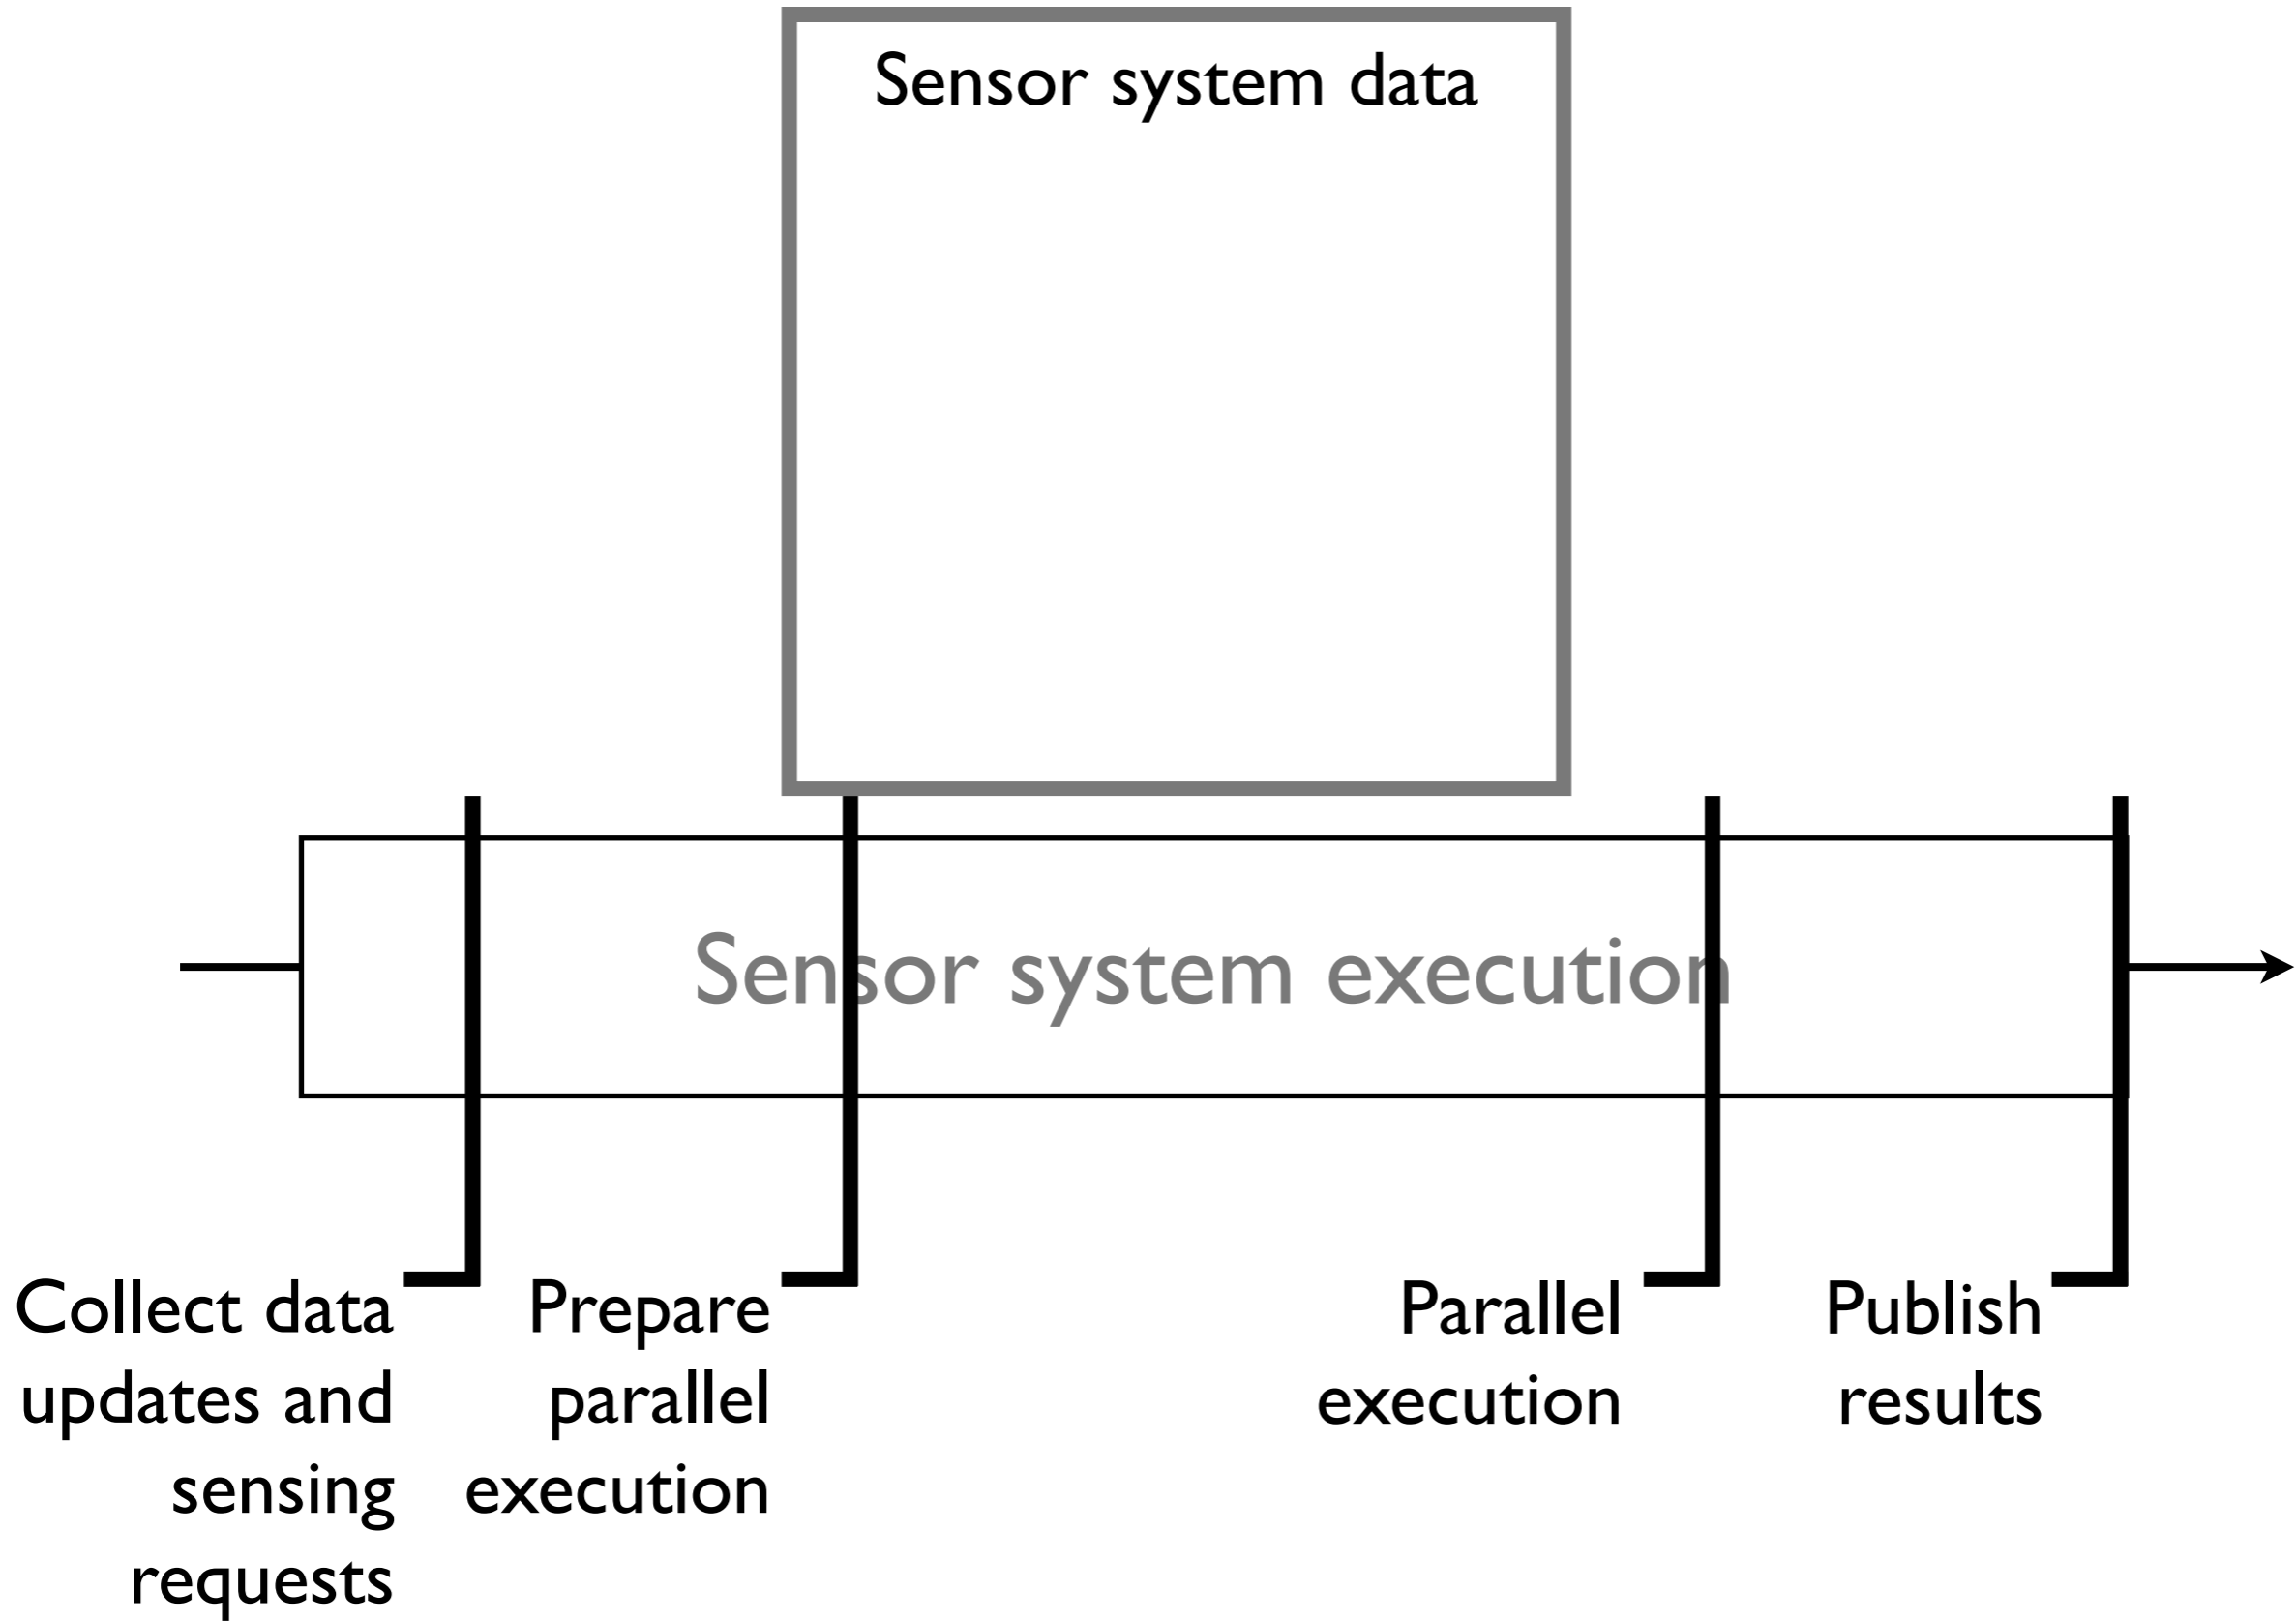 Sensor system data
Sensor system execution
Collect data
updates and
sensing
requests
Prepare
parallel
execution
Parallel
execution
Publish
results